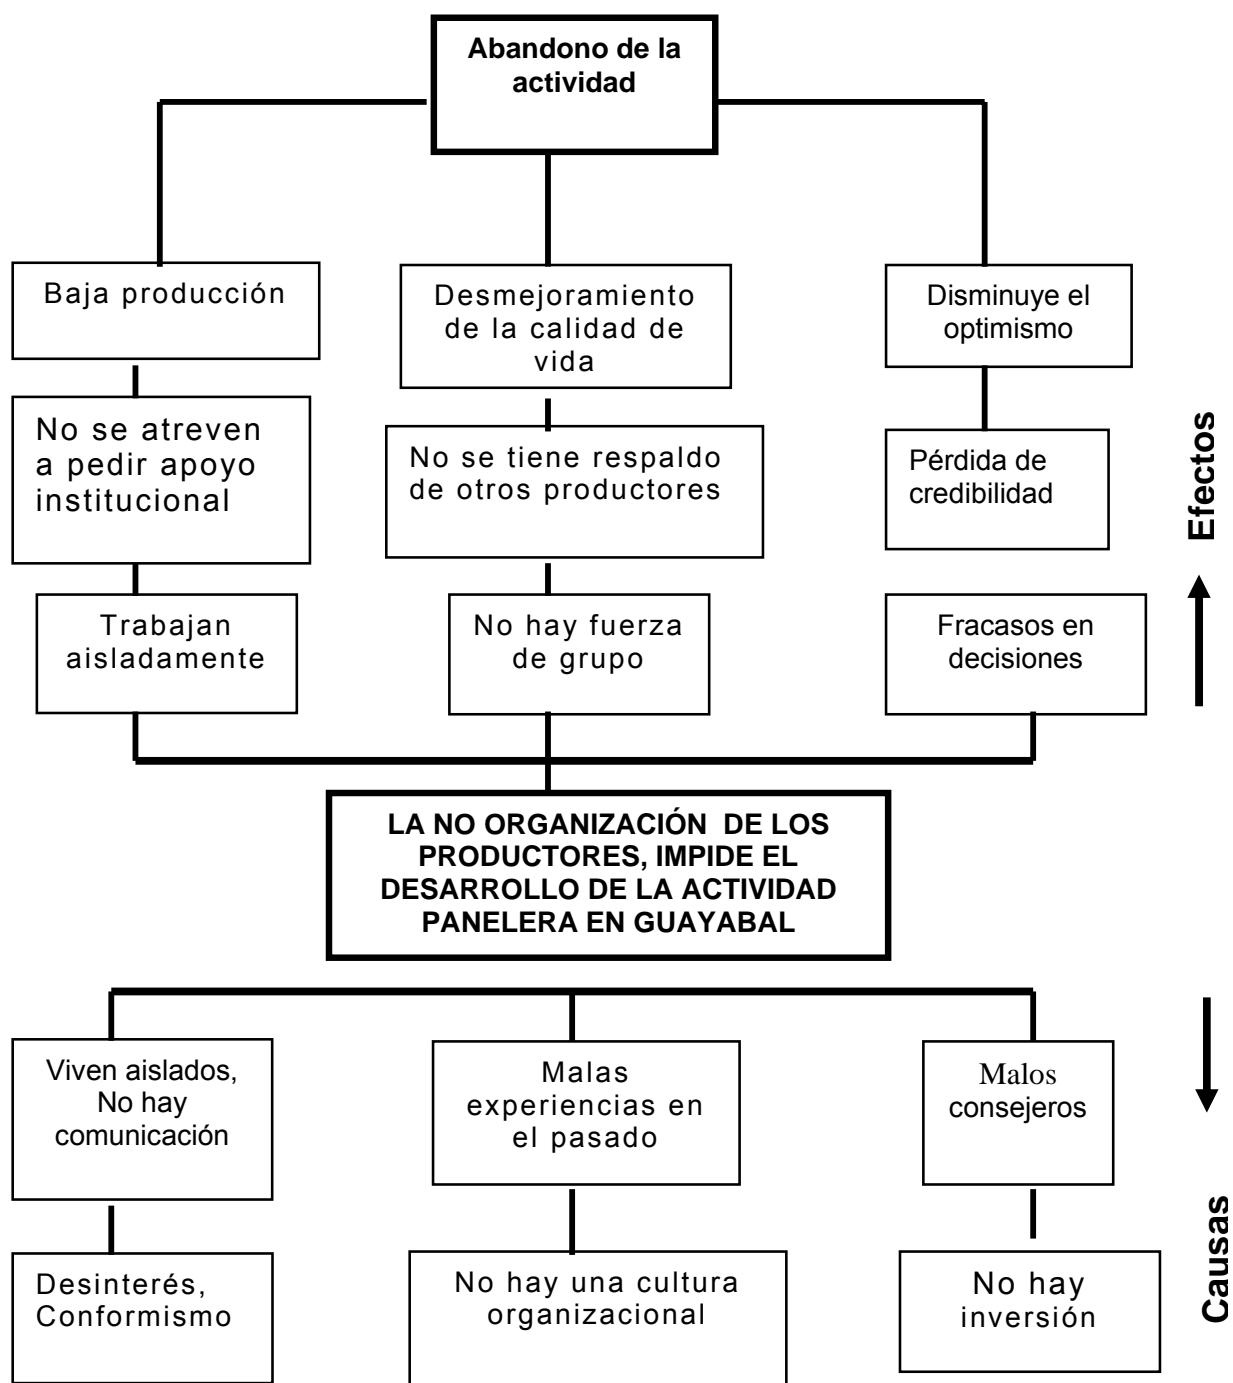 Abandono de la
actividad
Baja producción
Desmejoramiento
de la calidad de
vida
Disminuye el
optimismo
No se atreven
a pedir apoyo
institucional
No se tiene respaldo
de otros productores
Pérdida de
credibilidad
Efectos
Trabajan
aisladamente
No hay fuerza
de grupo
Fracasos en
decisiones
LA NO ORGANIZACIÓN DE LOS
PRODUCTORES, IMPIDE EL
DESARROLLO DE LA ACTIVIDAD
PANELERA EN GUAYABAL
Viven aislados,
No hay
comunicación
Malas
experiencias en
el pasado
Malos
consejeros
Causas
Desinterés,
Conformismo
No hay una cultura
organizacional
No hay
inversión